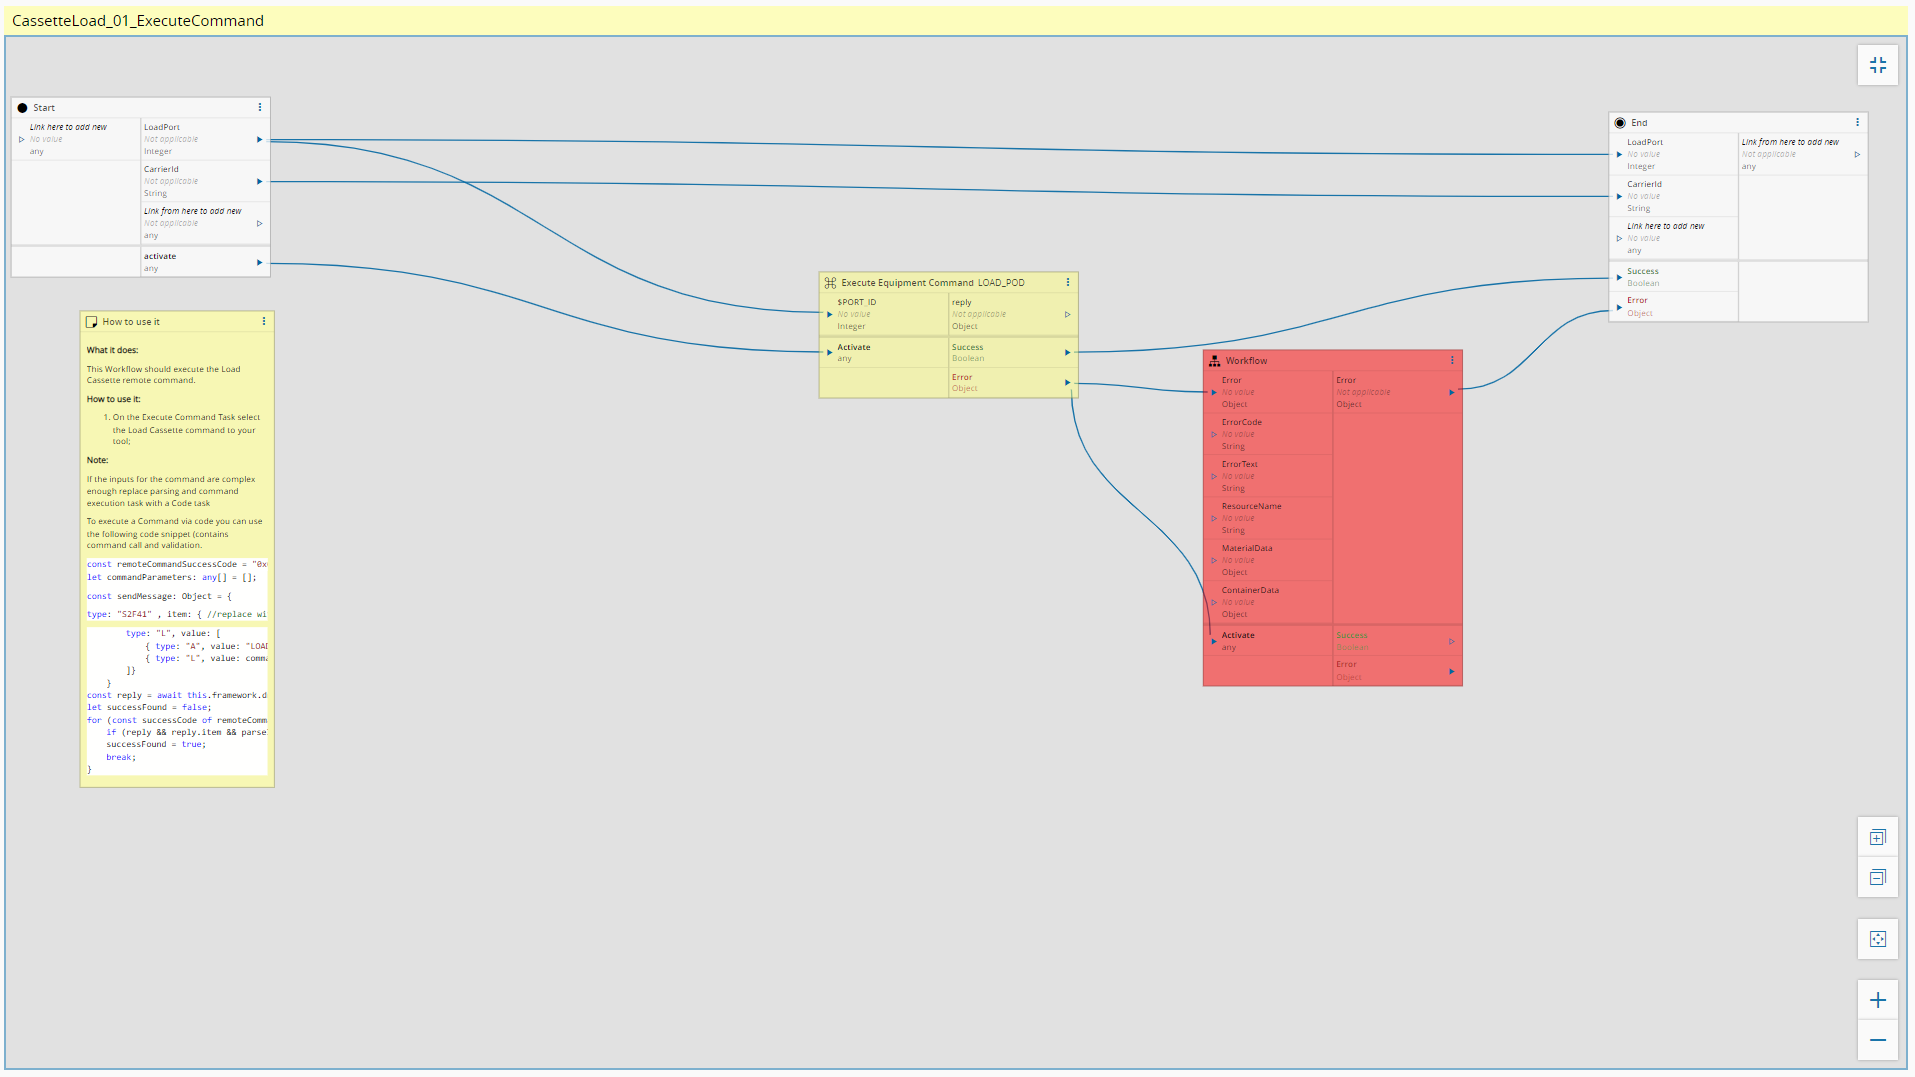 CassetteLoad_01_ExecuteCommand
Start
Link here to add new
No value
any
LoadPort
Not applicable
Integer
CarrierId
Not applicable
String
Link from here to add new
Not applicable
any
activate
any
How to use it
What it does:
This Workflow should execute the Load
Cassette remote command.
How to use it:
1. On the Execute Command Task select
the Load Cassette command to your
tool;
Note:
If the inputs for the command are complex
enough replace parsing and command
execution task with a Code task
To execute a Command via code you can use
the following code snippet (contains
command call and validation.
const remoteCommandSuccessCode = "0x
let commandParameters: any[] = [];
const sendMessage: Object = {
type: "S2F41" , item: { //replace wi
type: "L", value: [
{ type: "A", value: "LOAD
{ type: "L", value: comma
]}
}
const reply = await this.framework.d
let successFound = false;
for (const successCode of remoteComm
if (reply && reply.item && parse
successFound = true;
break;
}
Execute Equipment Command LOAD_POD
$PORT_ID
No value
Integer
reply
Not applicable
Object
Activate
any
Success
Boolean
Error
Object
Workflow
Error
No value
Object
ErrorCode
No value
String
ErrorText
No value
String
ResourceName
No value
String
MaterialData
No value
Object
ContainerData
No value
Object
Error
Not applicable
Object
Activate
any
Success
Boolean
Error
Object
End
LoadPort
No value
Integer
CarrierId
No value
String
Link here to add new
No value
any
Link from here to add new
Not applicable
any
Success
Boolean
Error
Object